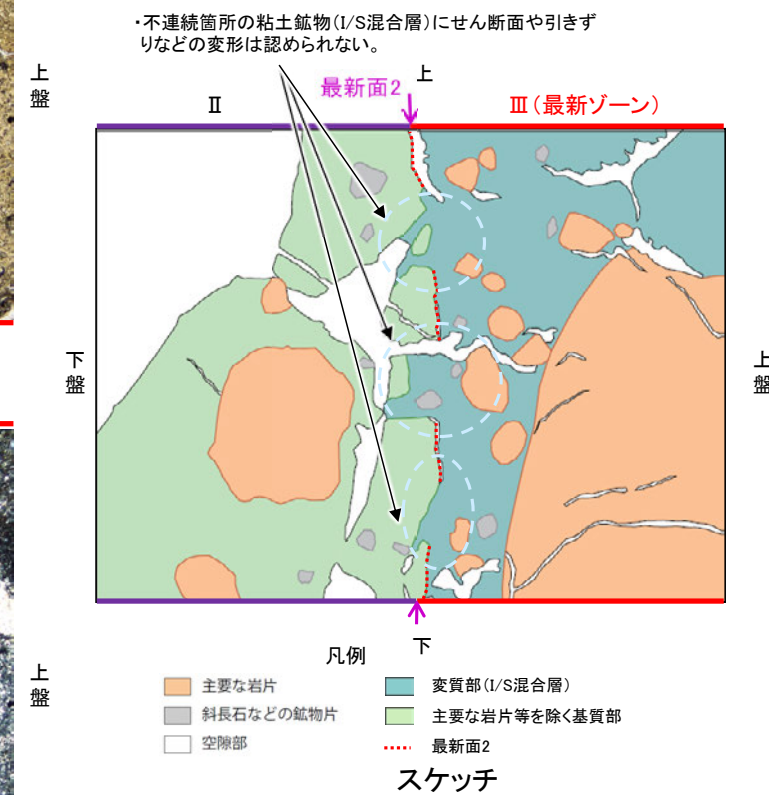 ・不連続箇所の粘土鉱物(I/S混合層)にせん断面や引きず
りなどの変形は認められない。
上
盤
Ⅱ
最新面2
上
Ⅲ(最新ゾーン)
下
盤
上
盤
上
盤
下
凡例
主要な岩片
変質部(I/S混合層)
斜長石などの鉱物片
主要な岩片等を除く基質部
空隙部
最新面2
スケッチ